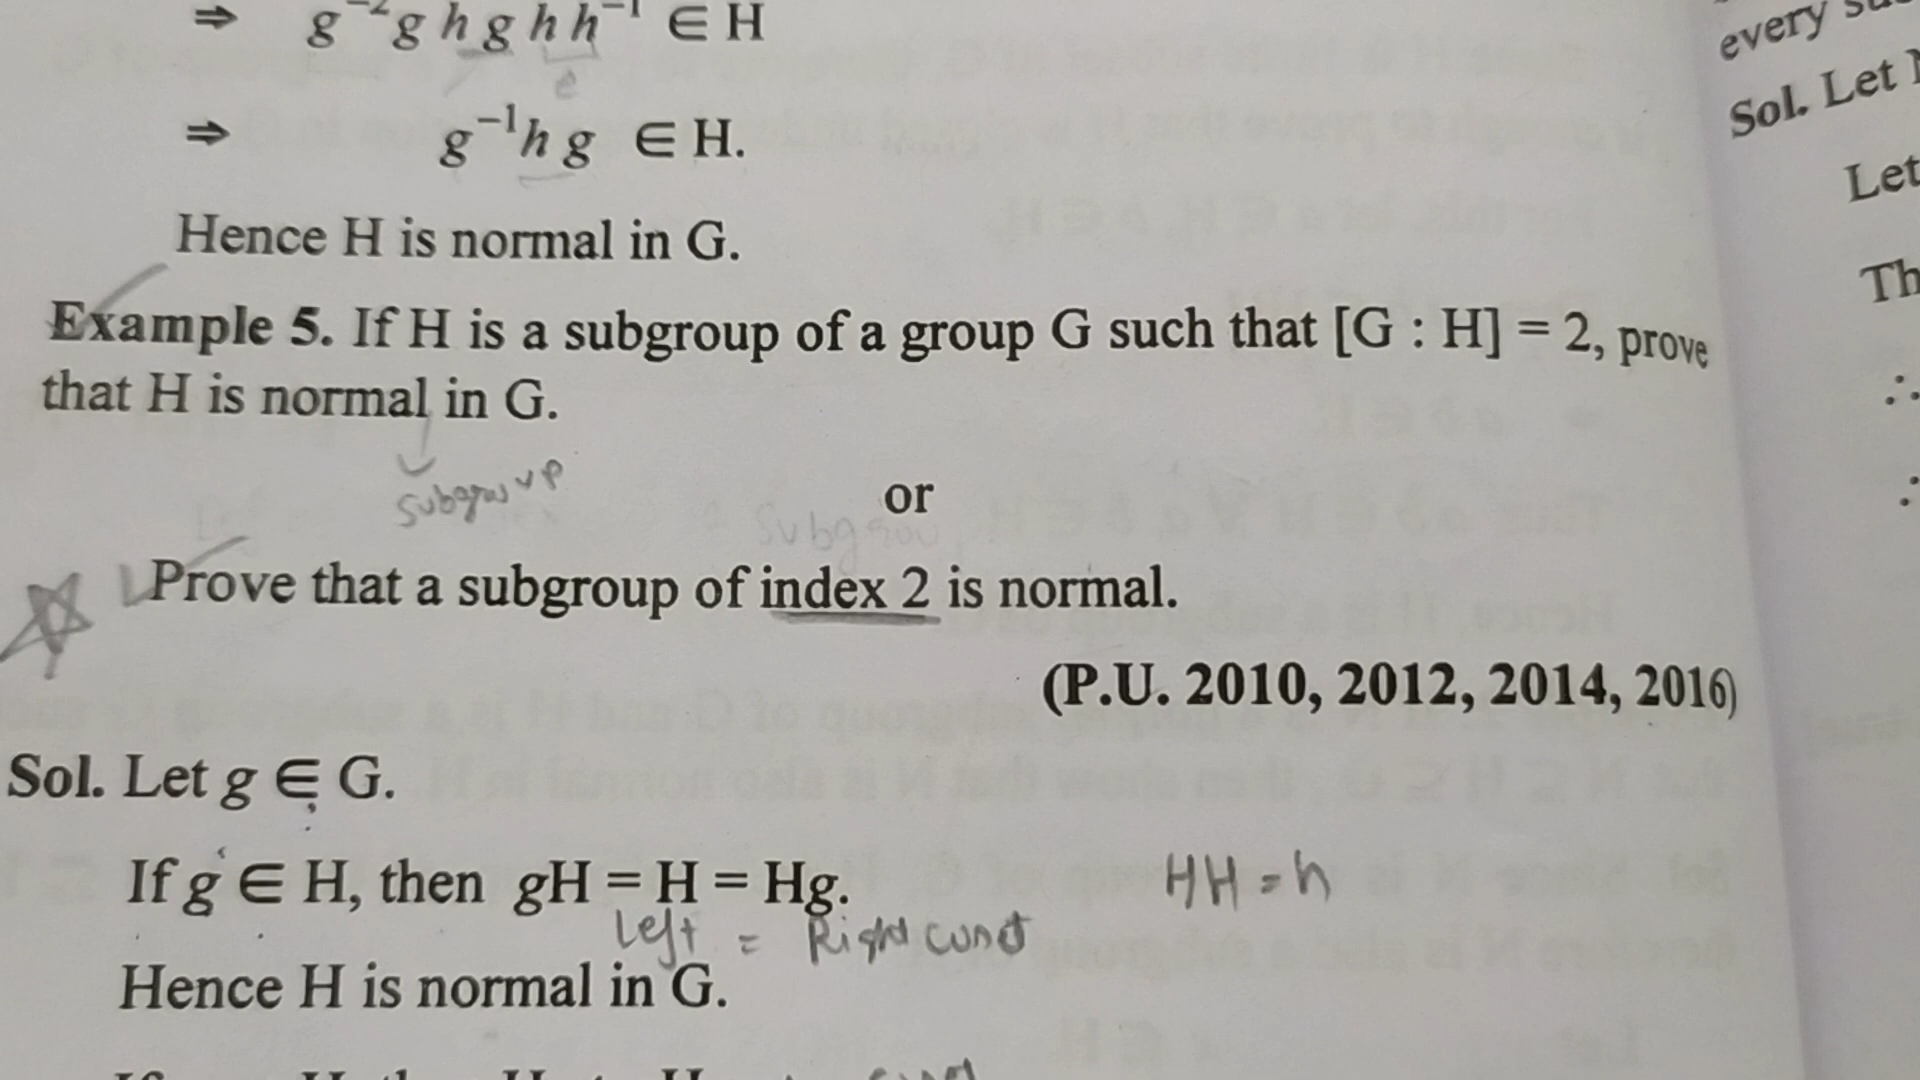 ⇒ g⁻²g h g h h⁻¹ ∈ H
e
⇒ g⁻¹h g ∈ H.
Hence H is normal in G.
Example 5. If H is a subgroup of a group G such that [G : H] = 2, prove
that H is normal in G.
subgroup
or
Prove that a subgroup of index 2 is normal.
(P.U. 2010, 2012, 2014, 2016)
Sol. Let g ∈ G.
If g ∈ H, then gH = H = Hg.
HH = h
Left = Right
Hence H is normal in G.
every
Sol. Let
Let
Th
∴